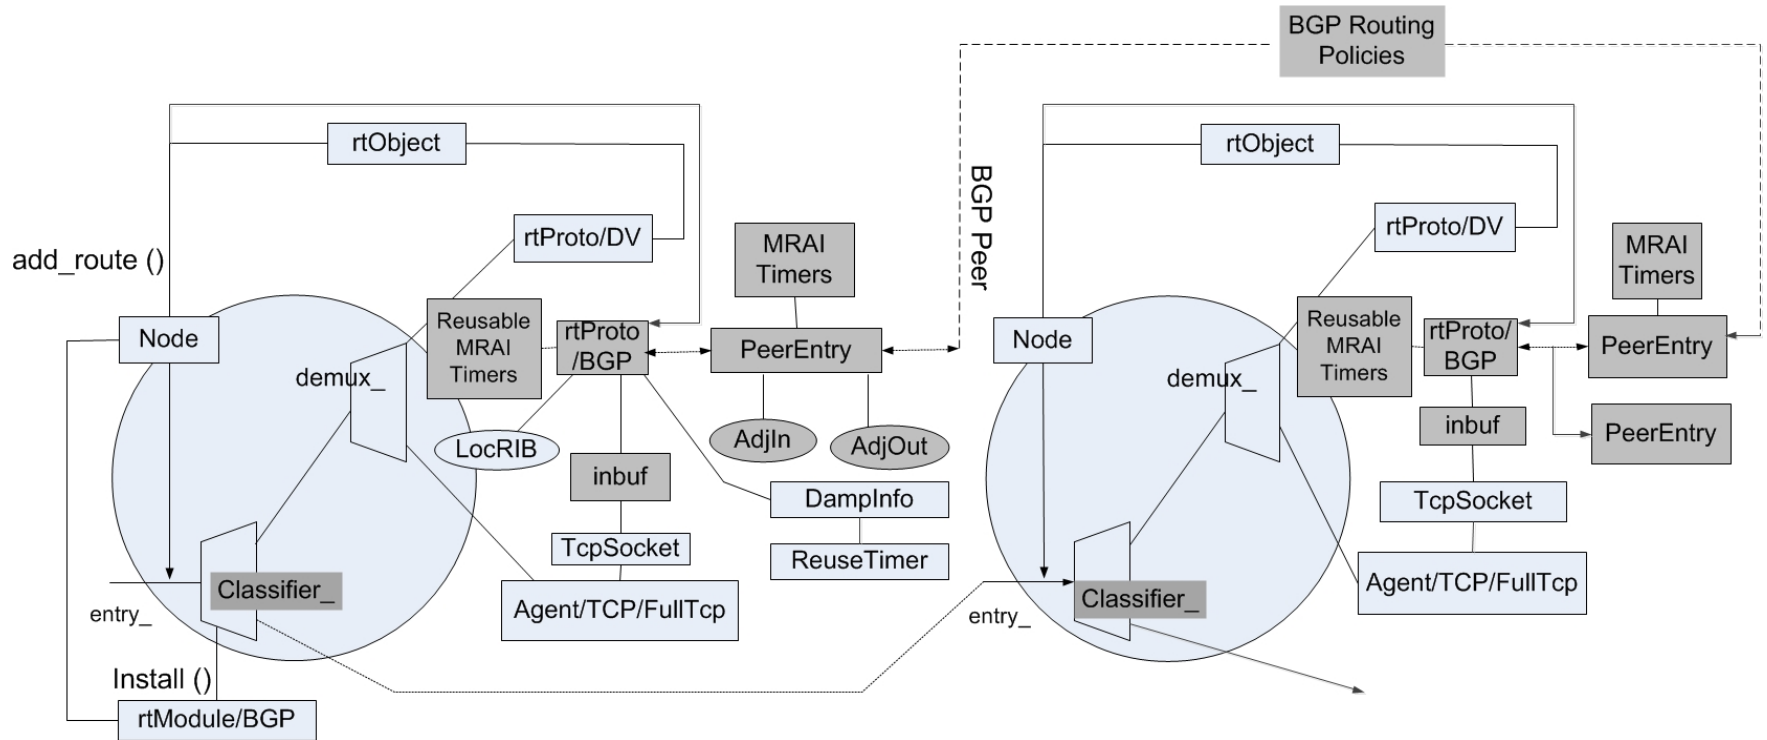 BGP Routing
Policies
rtObject
rtObject
BGP Peer
rtProto/DV
rtProto/DV
MRAI
Timers
MRAI
Timers
add_route ()
Node
Reusable
MRAI
Timers
rtProto
/BGP
PeerEntry
Node
Reusable
MRAI
Timers
rtProto/
BGP
PeerEntry
demux_
demux_
LocRIB
AdjIn
AdjOut
inbuf
PeerEntry
inbuf
DampInfo
TcpSocket
TcpSocket
ReuseTimer
Classifier_
Agent/TCP/FullTcp
Classifier_
Agent/TCP/FullTcp
entry_
entry_
Install ()
rtModule/BGP